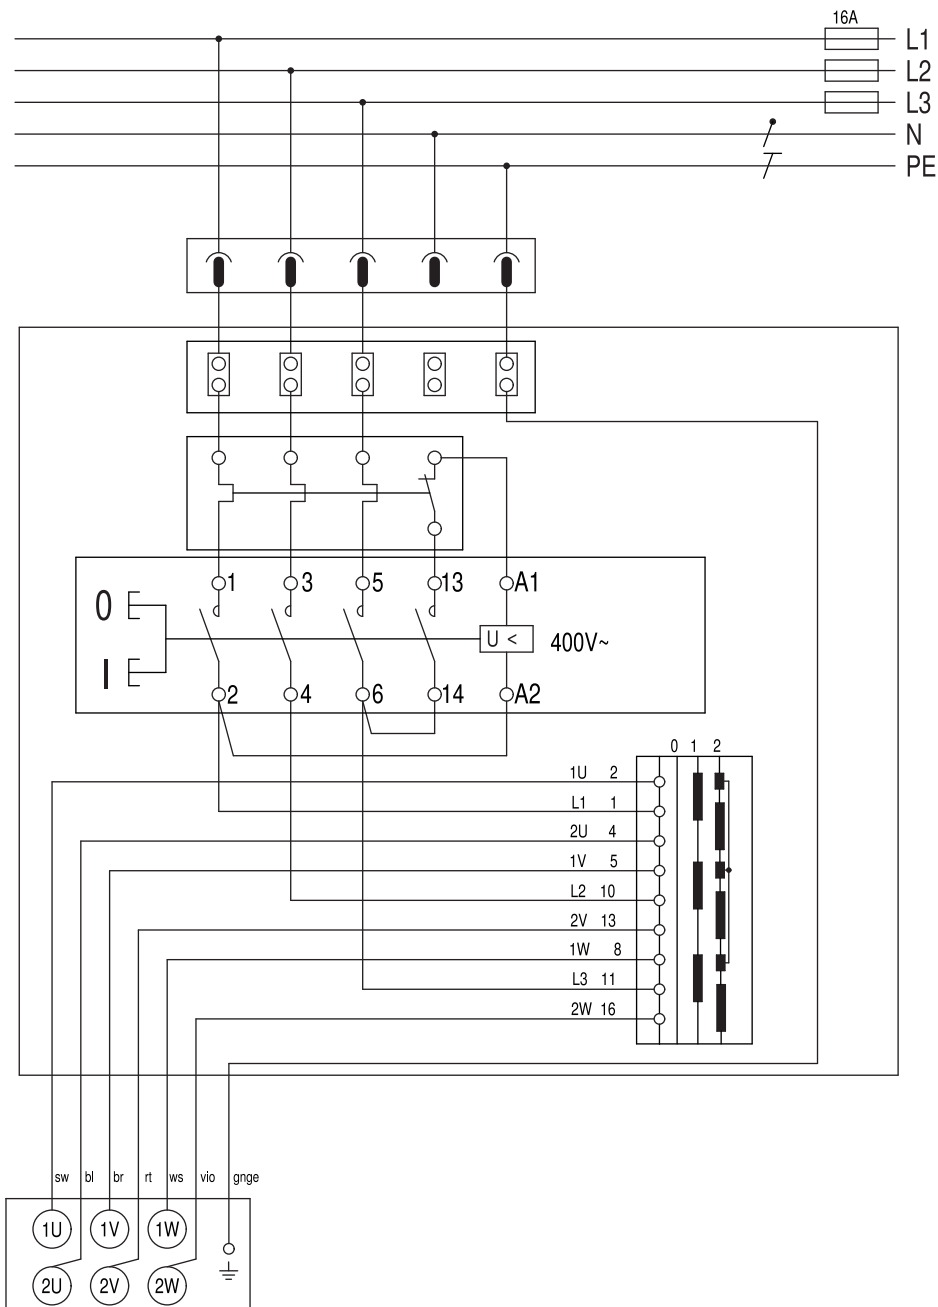 16A
L1
L2
L3
N
PE
1 3 5 13 A1
0
U < 400V~
I
2 4 6 14 A2
0 1 2
1U 2
L1 1
2U 4
1V 5
L2 10
2V 13
1W 8
L3 11
2W 16
sw bl br rt ws vio gnge
1U 1V 1W
2U 2V 2W